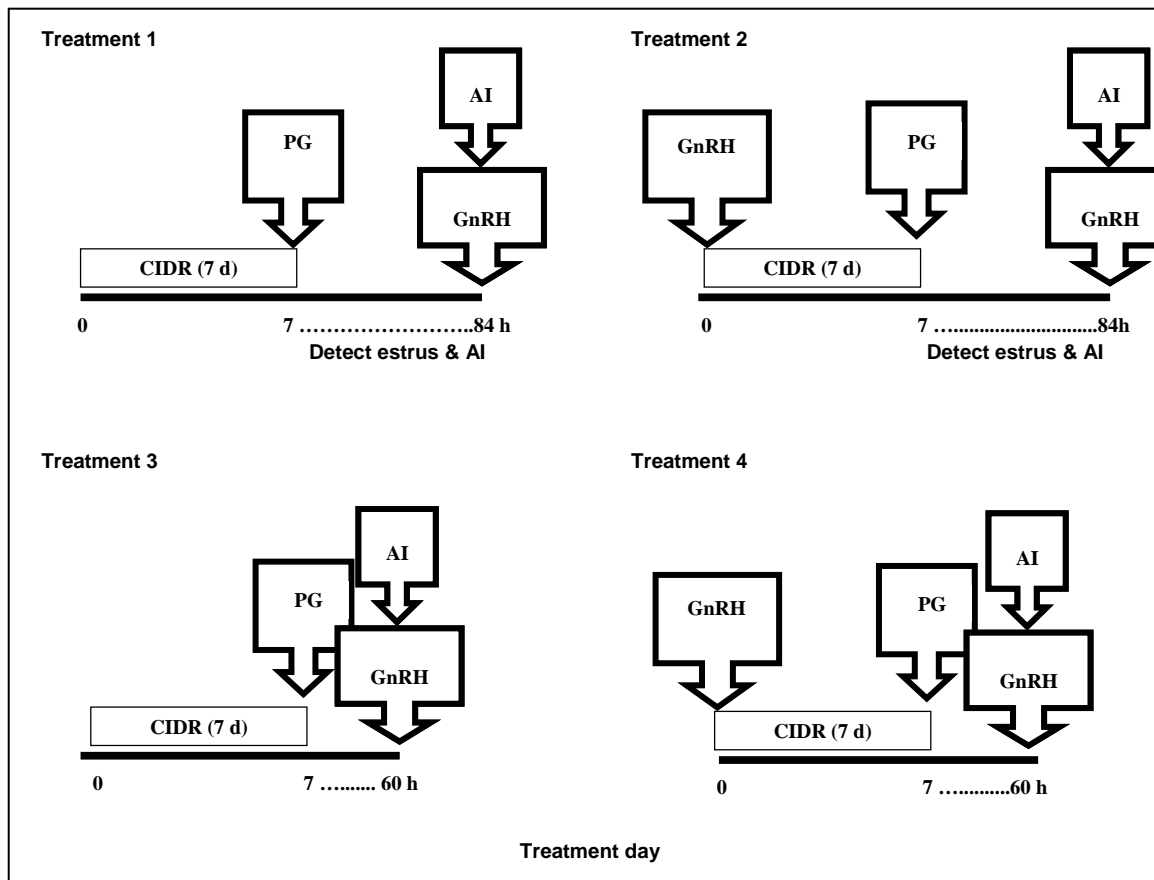 Treatment 1
AI
PG
GnRH
CIDR (7 d)
0 7 ……………………..84 h
Detect estrus & AI
Treatment 2
AI
GnRH
PG
GnRH
CIDR (7 d)
0 7 …............................84h
Detect estrus & AI
Treatment 3
AI
PG
GnRH
CIDR (7 d)
0 7 …....... 60 h
Treatment 4
AI
GnRH
PG
GnRH
CIDR (7 d)
0 7 …..........60 h
Treatment day